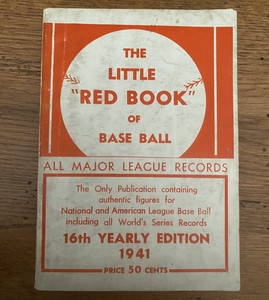 THE
LITTLE
"RED BOOK"
OF
BASE BALL
ALL MAJOR LEAGUE RECORDS
The Only Publication containing
authentic figures for
National and American League Base Ball
including all World's Series Records
16th YEARLY EDITION
1941
PRICE 50 CENTS